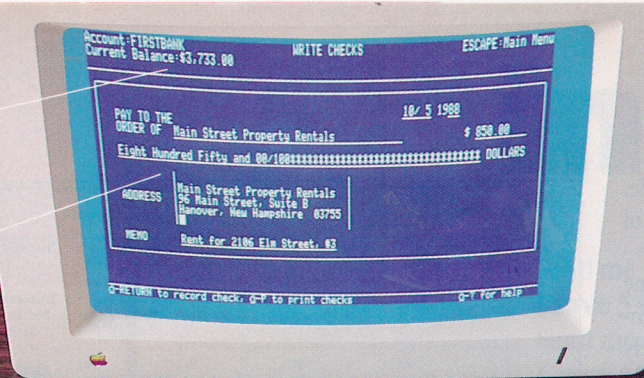 Account:FIRSTBANK WRITE CHECKS ESCAPE:Main Menu
Current Balance:$3,733.00
10/ 5 1988
PAY TO THE
ORDER OF Main Street Property Rentals $ 850.00
Eight Hundred Fifty and 00/100‡‡‡‡‡‡‡‡‡‡‡‡‡‡‡‡‡‡‡‡‡‡‡‡‡‡‡‡‡‡‡‡‡‡ DOLLARS
Main Street Property Rentals
ADDRESS 96 Main Street, Suite B
Hanover, New Hampshire 03755
MEMO Rent for 2106 Elm Street, #3
-RETURN to record check, -P to print checks -? for help